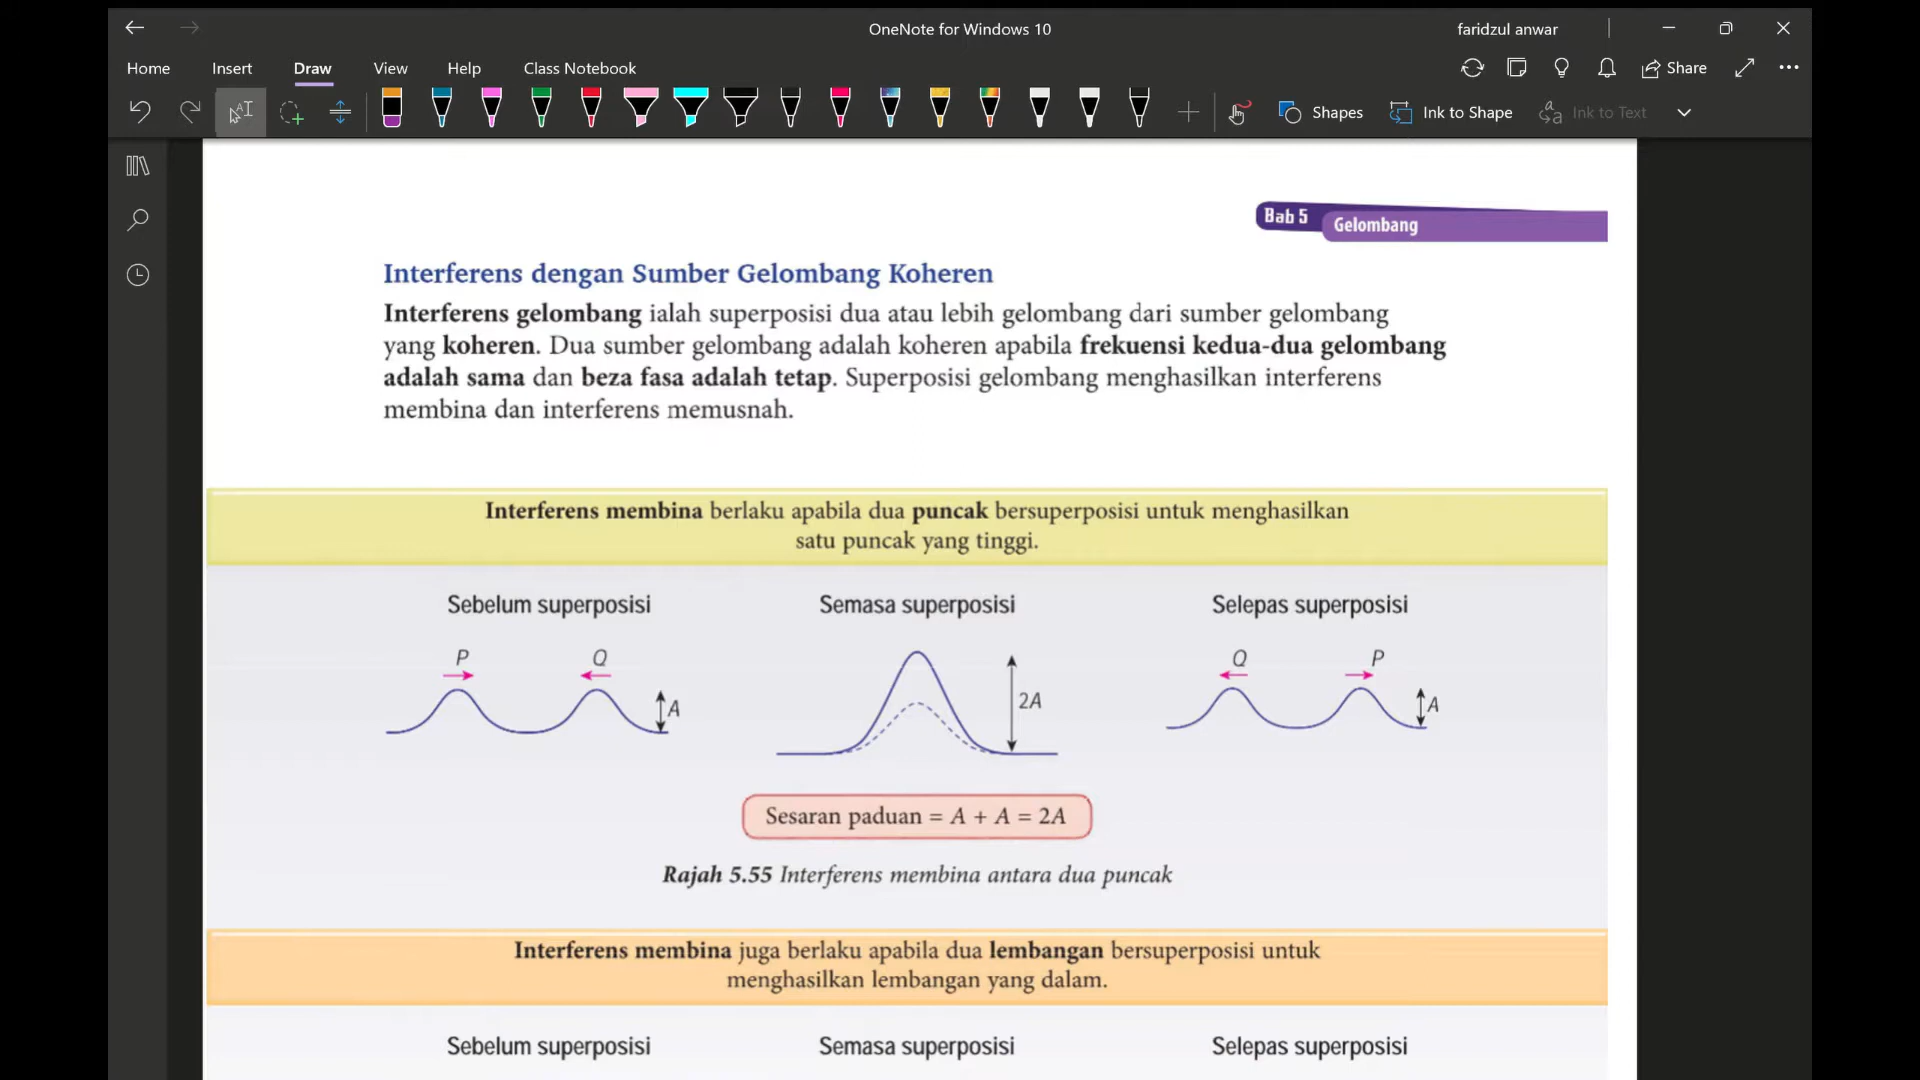 OneNote for Windows 10
faridzul anwar
Home Insert Draw View Help Class Notebook
Share
Shapes
Ink to Shape
Ink to Text
Bab 5 Gelombang
Interferens dengan Sumber Gelombang Koheren
Interferens gelombang ialah superposisi dua atau lebih gelombang dari sumber gelombang
yang koheren. Dua sumber gelombang adalah koheren apabila frekuensi kedua-dua gelombang
adalah sama dan beza fasa adalah tetap. Superposisi gelombang menghasilkan interferens
membina dan interferens memusnah.
Interferens membina berlaku apabila dua puncak bersuperposisi untuk menghasilkan
satu puncak yang tinggi.
Sebelum superposisi Semasa superposisi Selepas superposisi
P Q Q P
A 2A A
Sesaran paduan = A + A = 2A
Rajah 5.55 Interferens membina antara dua puncak
Interferens membina juga berlaku apabila dua lembangan bersuperposisi untuk
menghasilkan lembangan yang dalam.
Sebelum superposisi Semasa superposisi Selepas superposisi